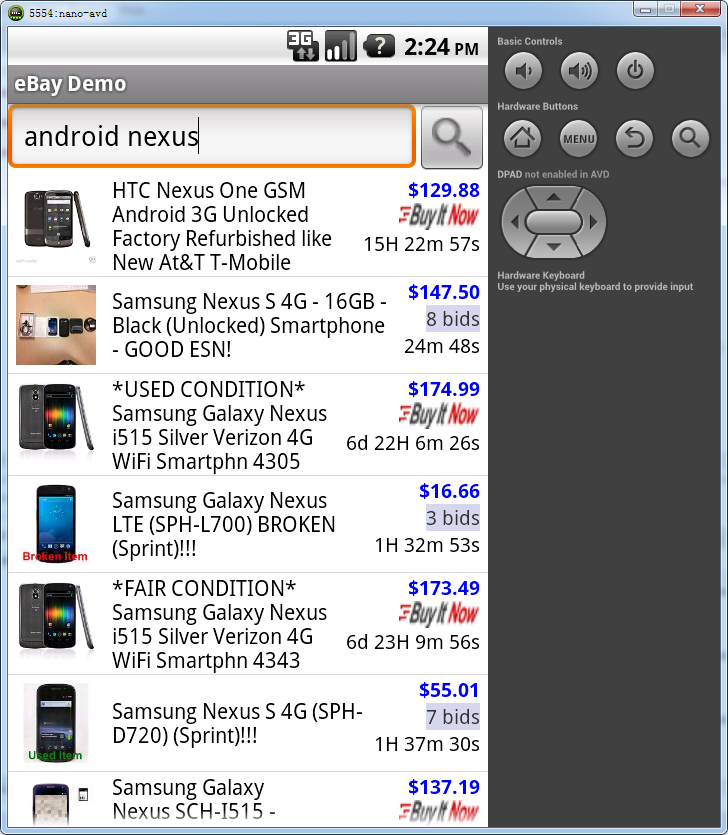 5554:nano-avd
3G ? 2:24 PM
eBay Demo
android nexus
HTC Nexus One GSM
Android 3G Unlocked
Factory Refurbished like
New At&T T-Mobile
$129.88
Buy It Now
15H 22m 57s
Samsung Nexus S 4G - 16GB -
Black (Unlocked) Smartphone
- GOOD ESN!
$147.50
8 bids
24m 48s
*USED CONDITION*
Samsung Galaxy Nexus
i515 Silver Verizon 4G
WiFi Smartphn 4305
$174.99
Buy It Now
6d 22H 6m 26s
Broken Item
Samsung Galaxy Nexus
LTE (SPH-L700) BROKEN
(Sprint)!!!
$16.66
3 bids
1H 32m 53s
*FAIR CONDITION*
Samsung Galaxy Nexus
i515 Silver Verizon 4G
WiFi Smartphn 4343
$173.49
Buy It Now
6d 23H 9m 56s
Used Item
Samsung Nexus S 4G (SPH-
D720) (Sprint)!!!
$55.01
7 bids
1H 37m 30s
Samsung Galaxy
Nexus SCH-I515 -
$137.19
Buy It Now
Basic Controls
Hardware Buttons
MENU
DPAD not enabled in AVD
Hardware Keyboard
Use your physical keyboard to provide input